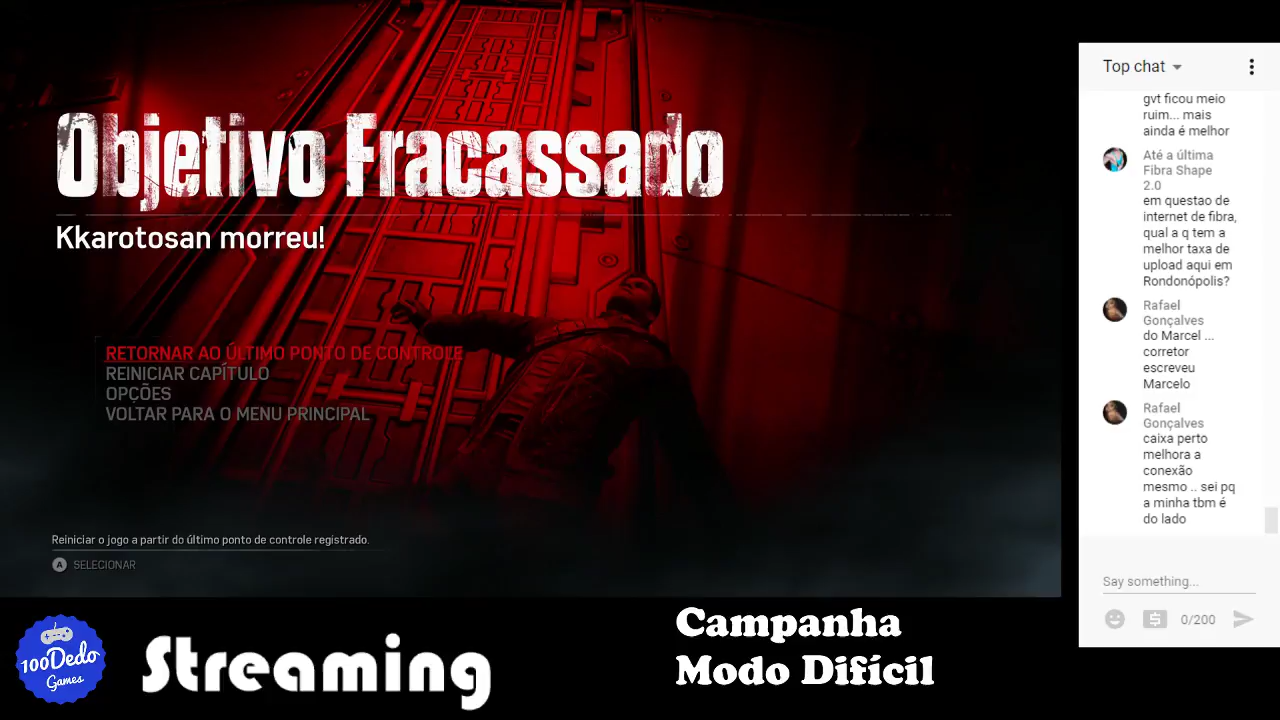 Objetivo Fracassado
Kkarotosan morreu!
RETORNAR AO ÚLTIMO PONTO DE CONTROLE
REINICIAR CAPÍTULO
OPÇÕES
VOLTAR PARA O MENU PRINCIPAL
Reiniciar o jogo a partir do último ponto de controle registrado.
A SELECIONAR
Top chat
gvt ficou meio
ruim... mais
ainda é melhor
Até a última
Fibra Shape
2.0
em questao de
internet de fibra,
qual a q tem a
melhor taxa de
upload aqui em
Rondonópolis?
Rafael
Gonçalves
do Marcel ...
corretor
escreveu
Marcelo
Rafael
Gonçalves
caixa perto
melhora a
conexão
mesmo .. sei pq
a minha tbm é
do lado
Say something...
0/200
100Dedo
Games
Streaming
Campanha
Modo Difícil